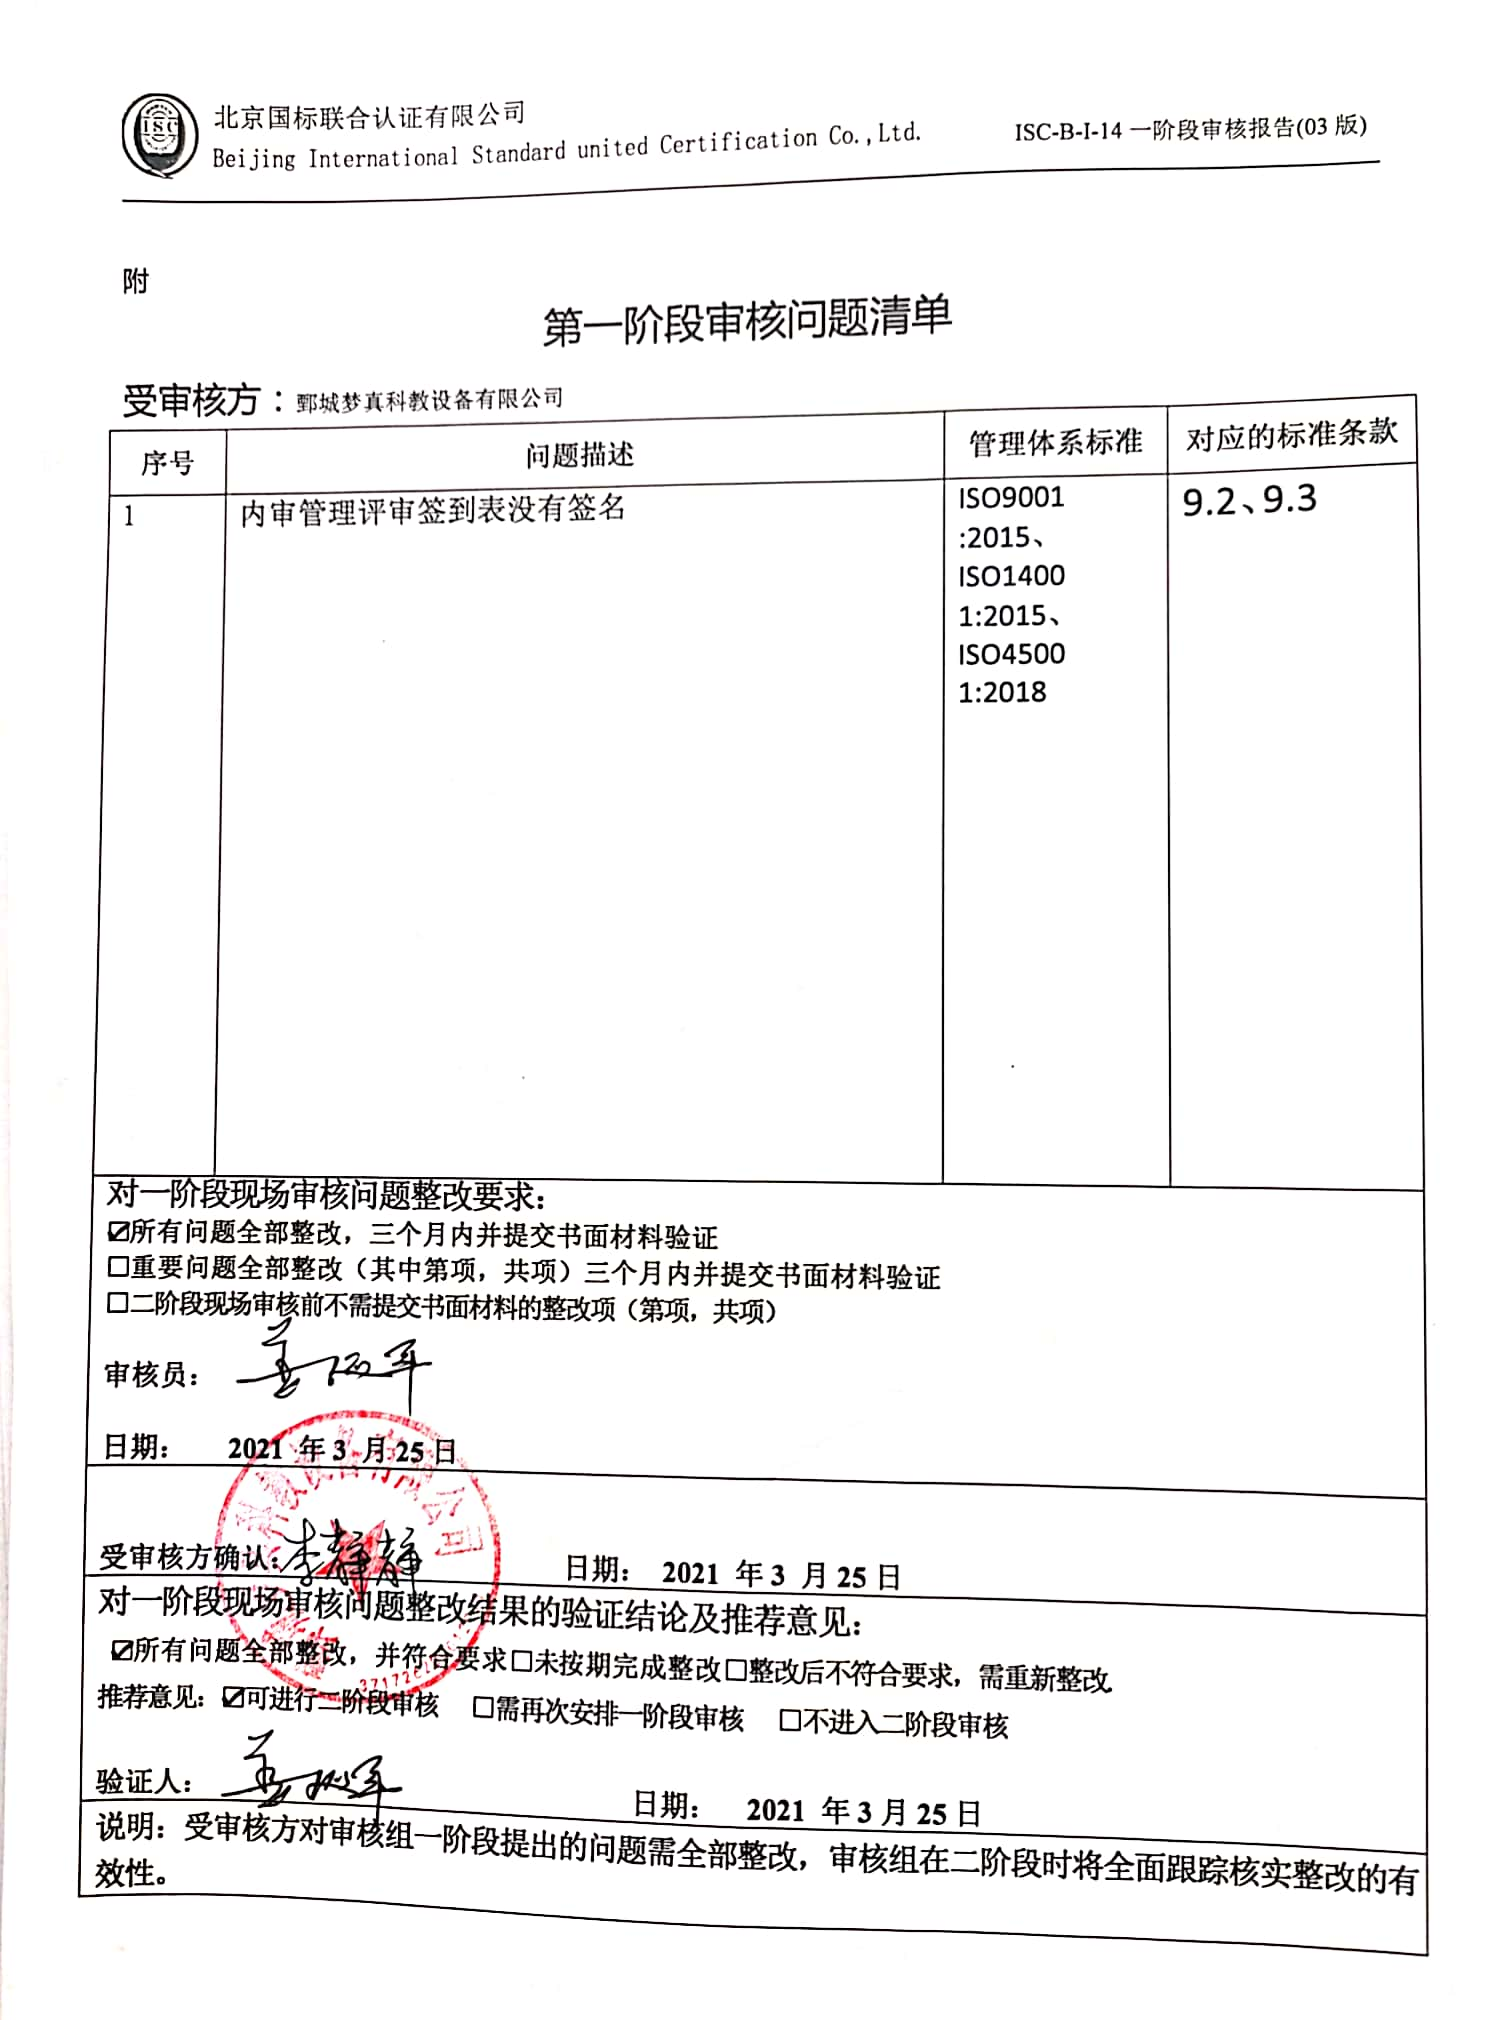 ISC
北京国标联合认证有限公司
Beijing International Standard united Certification Co.,Ltd.
ISC-B-I-14 一阶段审核报告(03 版)
附
第一阶段审核问题清单
受审核方：鄄城梦真科教设备有限公司
序号 问题描述 管理体系标准 对应的标准条款
1 内审管理评审签到表没有签名 ISO9001 9.2、9.3
:2015、
ISO1400
1:2015、
ISO4500
1:2018
对一阶段现场审核问题整改要求：
☑所有问题全部整改，三个月内并提交书面材料验证
☐重要问题全部整改（其中第项，共项）三个月内并提交书面材料验证
☐二阶段现场审核前不需提交书面材料的整改项（第项，共项）
审核员：
日期： 2021 年 3 月 25 日
科教设备有限公司
受审核方确认:李静静 日期： 2021 年 3 月 25 日
对一阶段现场审核问题整改结果的验证结论及推荐意见：
☑所有问题全部整改，并符合要求☐未按期完成整改☐整改后不符合要求，需重新整改.
推荐意见：☑可进行二阶段审核 ☐需再次安排一阶段审核 ☐不进入二阶段审核
验证人： 日期： 2021 年 3 月 25 日
说明：受审核方对审核组一阶段提出的问题需全部整改，审核组在二阶段时将全面跟踪核实整改的有
效性。